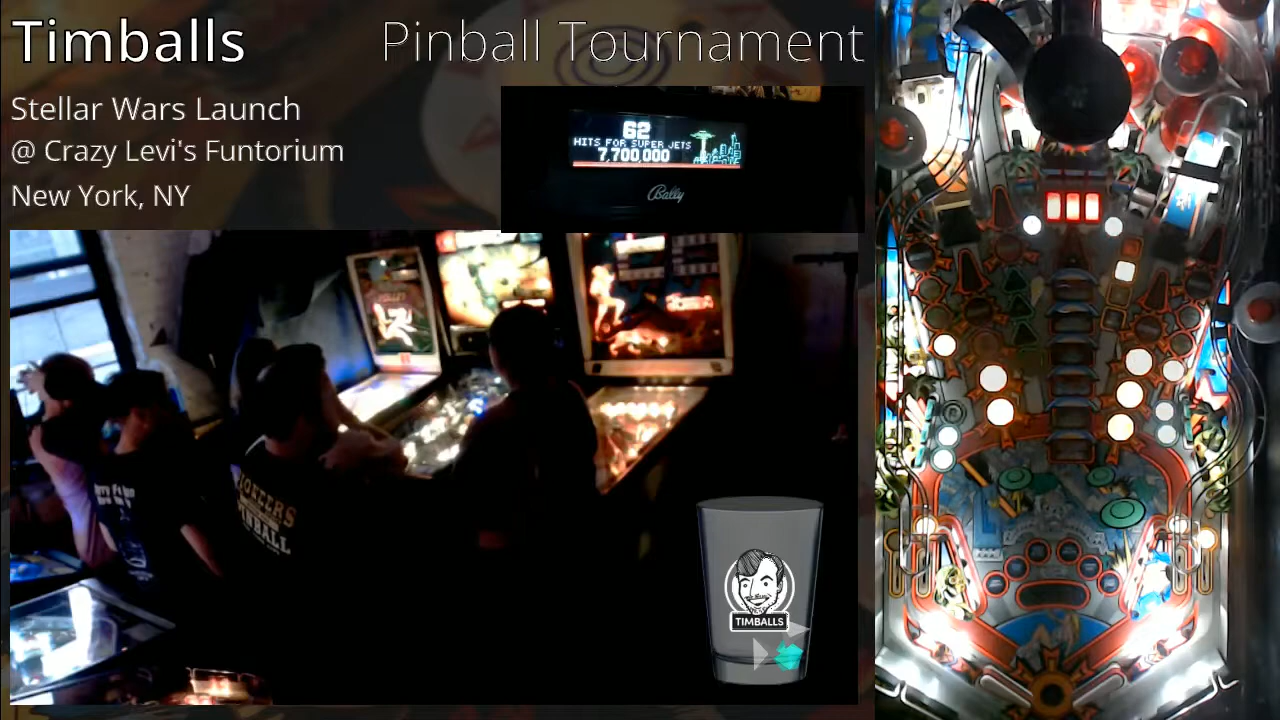 Timballs
Pinball Tournament
Stellar Wars Launch
@ Crazy Levi's Funtorium
New York, NY
62
HITS FOR SUPER JETS
7,700,000
Bally
PINBALL
TIMBALLS